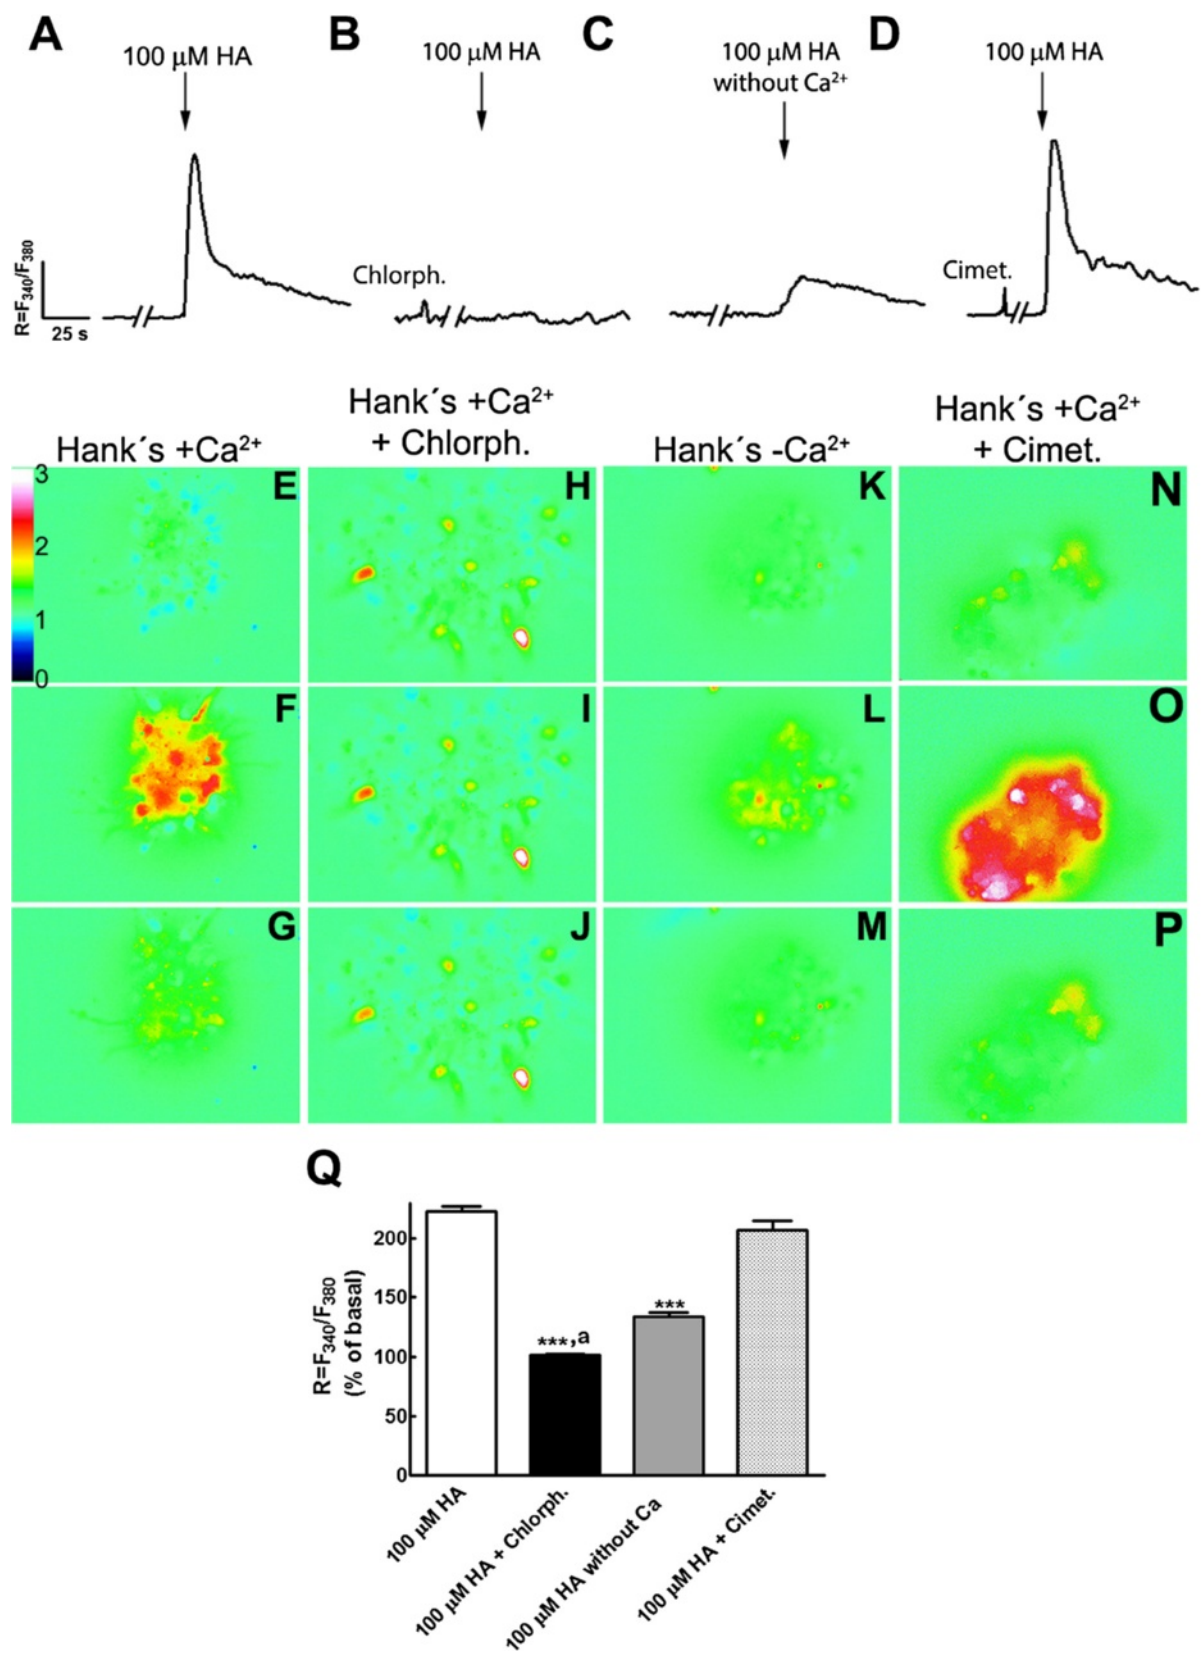 A
100 µM HA
B
100 µM HA
C
100 µM HA
without Ca²⁺
D
100 µM HA
R=F340/F380
25 s
Chlorph.
Cimet.
Hank´s +Ca²⁺
Hank´s +Ca²⁺
+ Chlorph.
Hank´s -Ca²⁺
Hank´s +Ca²⁺
+ Cimet.
3
2
1
0
E
H
K
N
F
I
L
O
G
J
M
P
Q
R=F340/F380
(% of basal)
200
150
100
50
0
***,a
***
100 µM HA
100 µM HA + Chlorph.
100 µM HA without Ca
100 µM HA + Cimet.